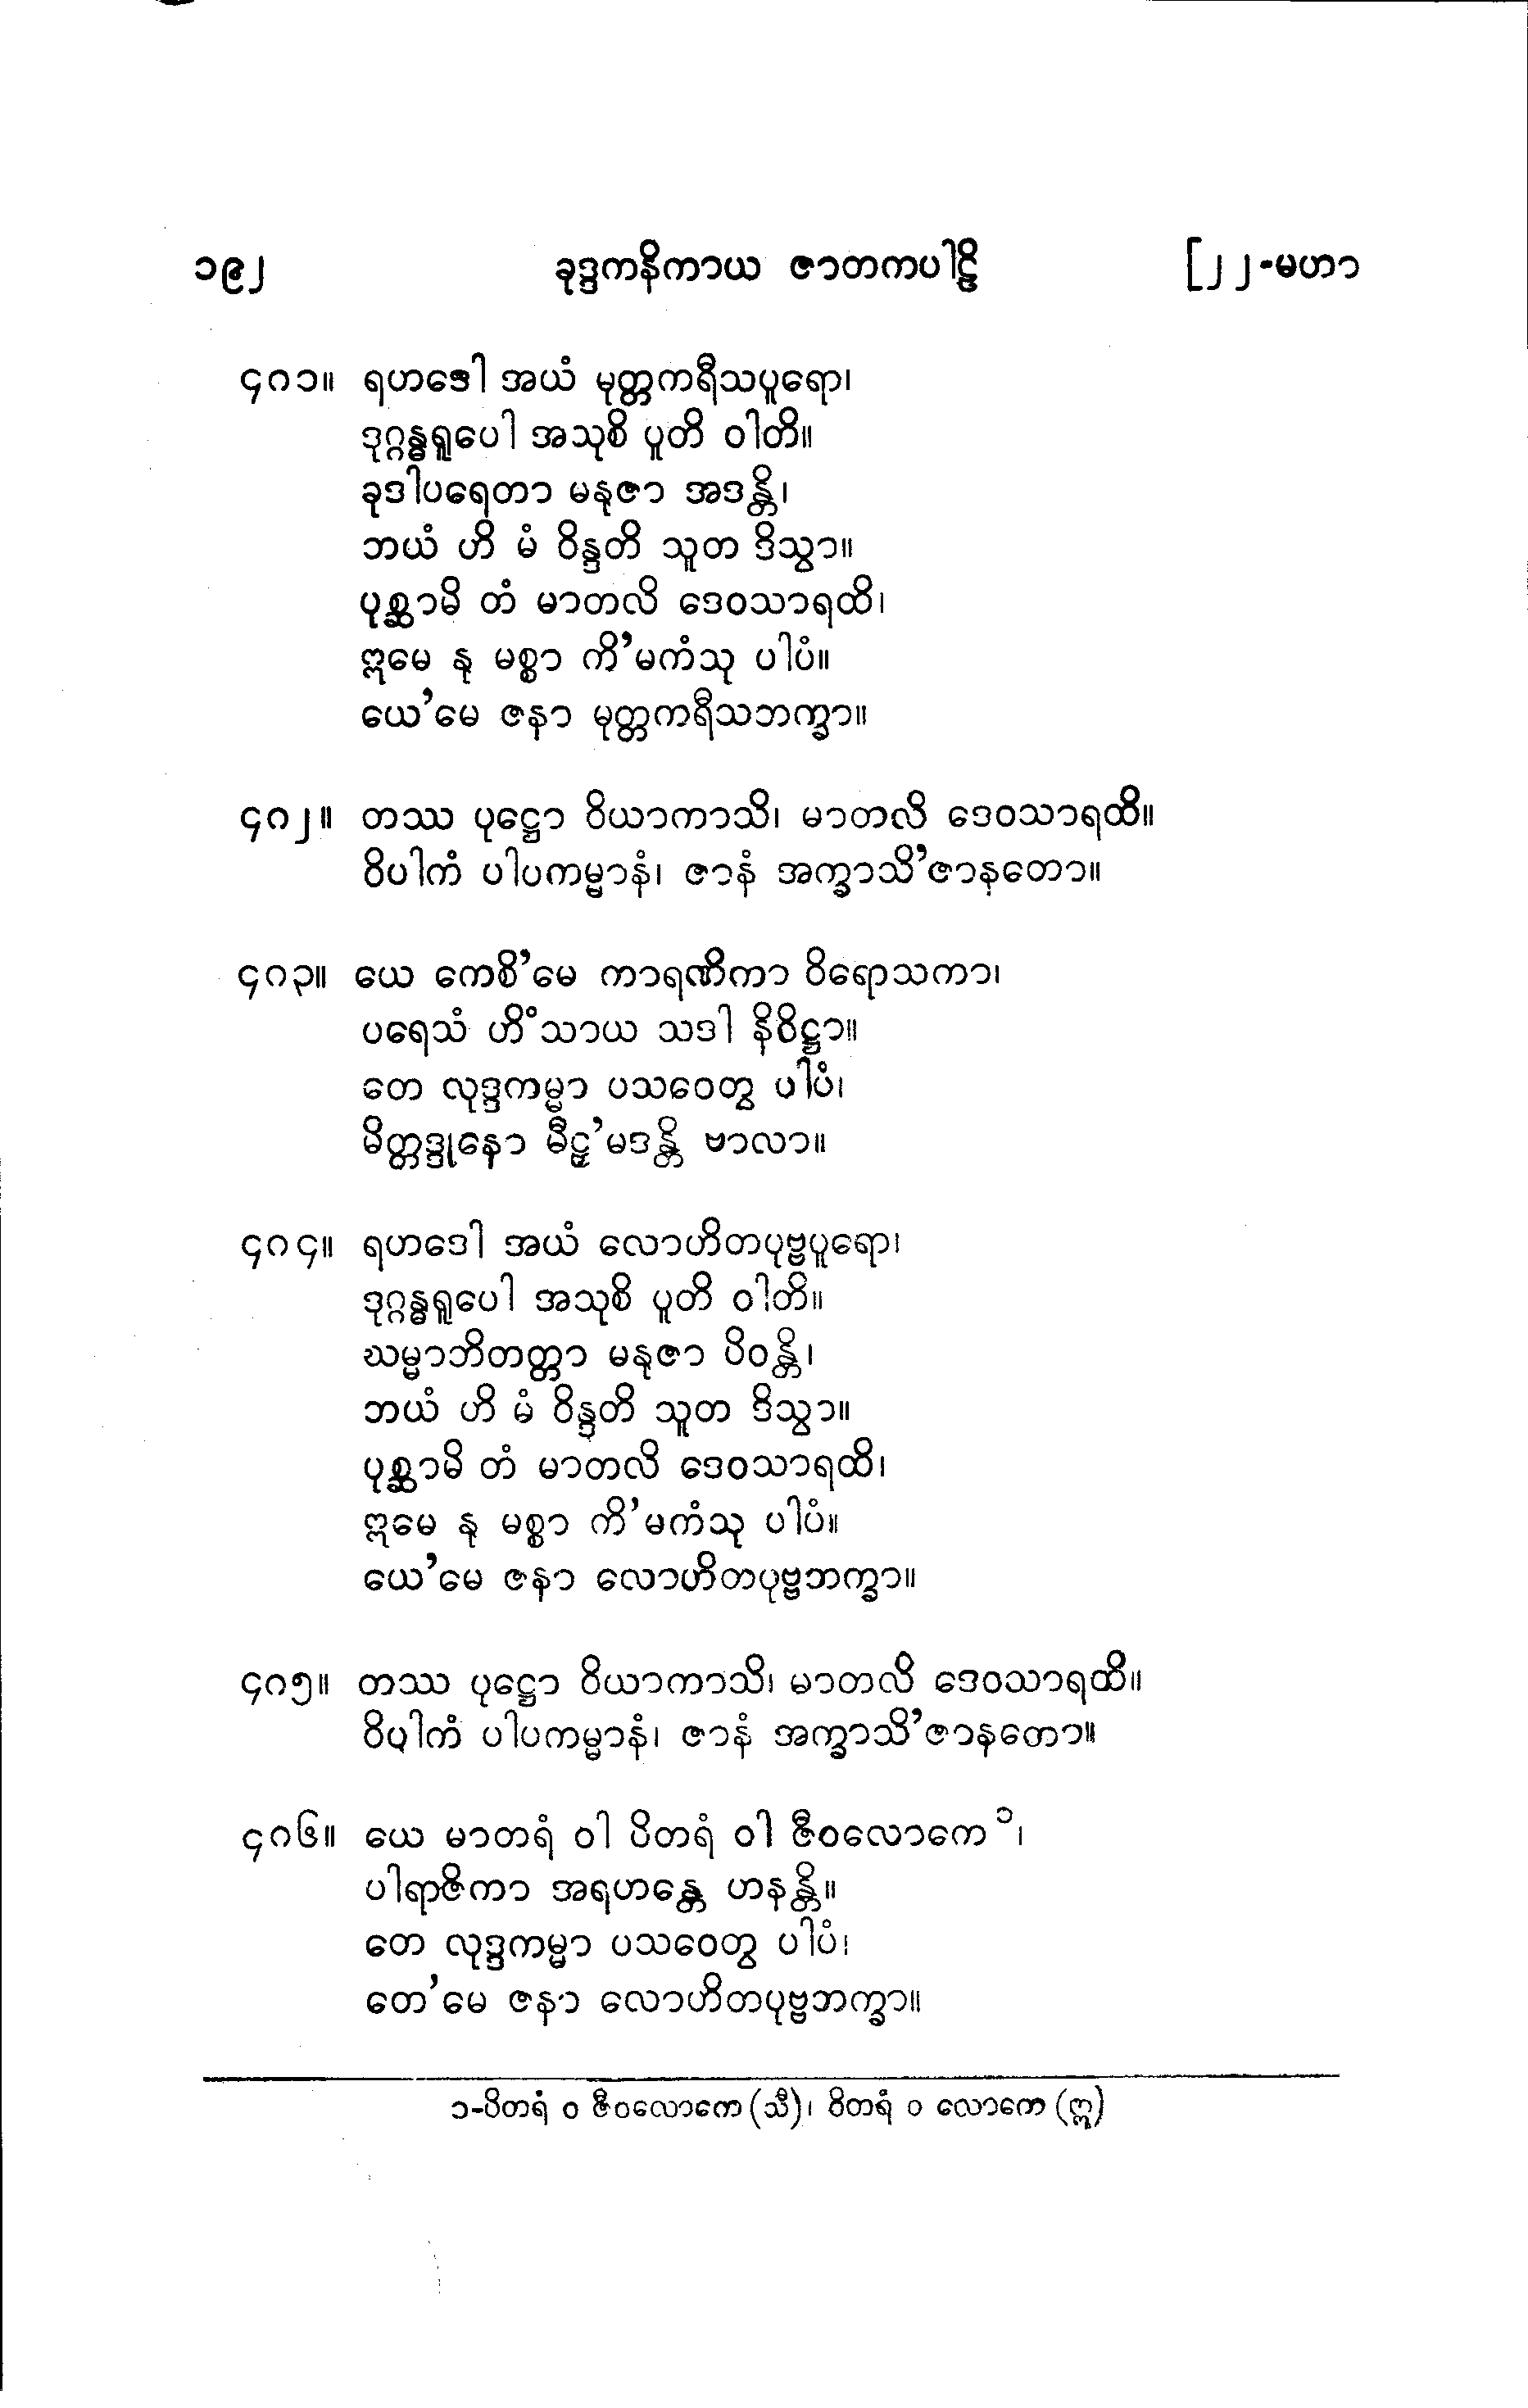 ၁၉၂ ခုဒ္ဒကနိကာယ ဇာတကပါဠိ [၂၂-မဟာ
၄၈၁။ ရဟဒေါ အယံ မုတ္တကရီသပူရော၊
ဒုဂ္ဂန္ဓရူပေါ အသုစိ ပူတိ ဝါတိ။
ခုဒါပရေတာ မနုဇာ အဒန္တိ၊
ဘယံ ဟိ မံ ဝိန္ဒတိ သူတ ဒိသွာ။
ပုစ္ဆာမိ တံ မာတလိ ဒေဝသာရထိ၊
ဣမေ နု မစ္စာ ကိ’မကံသု ပါပံ။
ယေ’မေ ဇနာ မုတ္တကရီသဘက္ခာ။
၄၈၂။ တဿ ပုဋ္ဌော ဝိယာကာသိ၊ မာတလိ ဒေဝသာရထိ။
ဝိပါကံ ပါပကမ္မာနံ၊ ဇာနံ အက္ခာသိ’ဇာနတော။
၄၈၃။ ယေ ကေစိ’မေ ကာရဏိကာ ဝိရောသကာ၊
ပရေသံ ဟိံသာယ သဒါ နိဝိဋ္ဌာ။
တေ လုဒ္ဒကမ္မာ ပသဝေတွ ပါပံ၊
မိတ္တဒ္ဒုနော မီဠှ’မဒန္တိ ဗာလာ။
၄၈၄။ ရဟဒေါ အယံ လောဟိတပုဗ္ဗပူရော၊
ဒုဂ္ဂန္ဓရူပေါ အသုစိ ပူတိ ဝါတိ။
ဃမ္မာဘိတတ္တာ မနုဇာ ပိဝန္တိ၊
ဘယံ ဟိ မံ ဝိန္ဒတိ သူတ ဒိသွာ။
ပုစ္ဆာမိ တံ မာတလိ ဒေဝသာရထိ၊
ဣမေ နု မစ္စာ ကိ’မကံသု ပါပံ။
ယေ’မေ ဇနာ လောဟိတပုဗ္ဗဘက္ခာ။
၄၈၅။ တဿ ပုဋ္ဌော ဝိယာကာသိ၊ မာတလိ ဒေဝသာရထိ။
ဝိပါကံ ပါပကမ္မာနံ၊ ဇာနံ အက္ခာသိ’ဇာနတော။
၄၈၆။ ယေ မာတရံ ဝါ ပိတရံ ဝါ ဇီဝလောကေ ၁၊
ပါရာဇိကာ အရဟန္တေ ဟနန္တိ။
တေ လုဒ္ဒကမ္မာ ပသဝေတွ ပါပံ၊
တေ’မေ ဇနာ လောဟိတပုဗ္ဗဘက္ခာ။
၁-ပိတရံ ဝ ဇီဝလောကေ (သီ)၊ ပိတရံ ဝ လောကေ (ဣ)